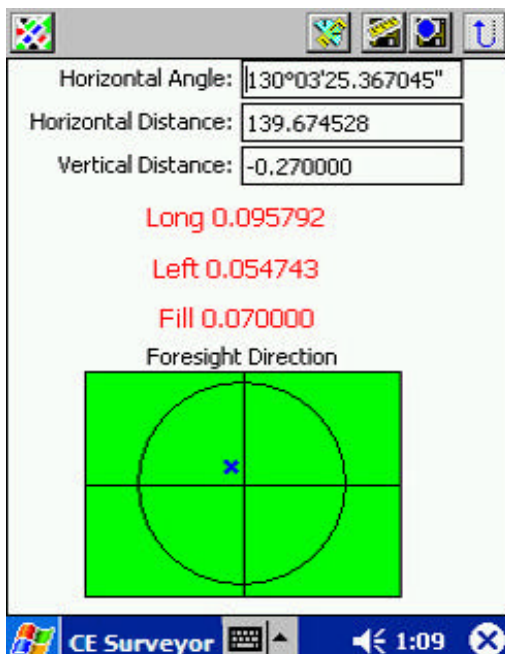 Horizontal Angle: 130°03'25.367045"
Horizontal Distance: 139.674528
Vertical Distance: -0.270000
Long 0.095792
Left 0.054743
Fill 0.070000
Foresight Direction
CE Surveyor 1:09